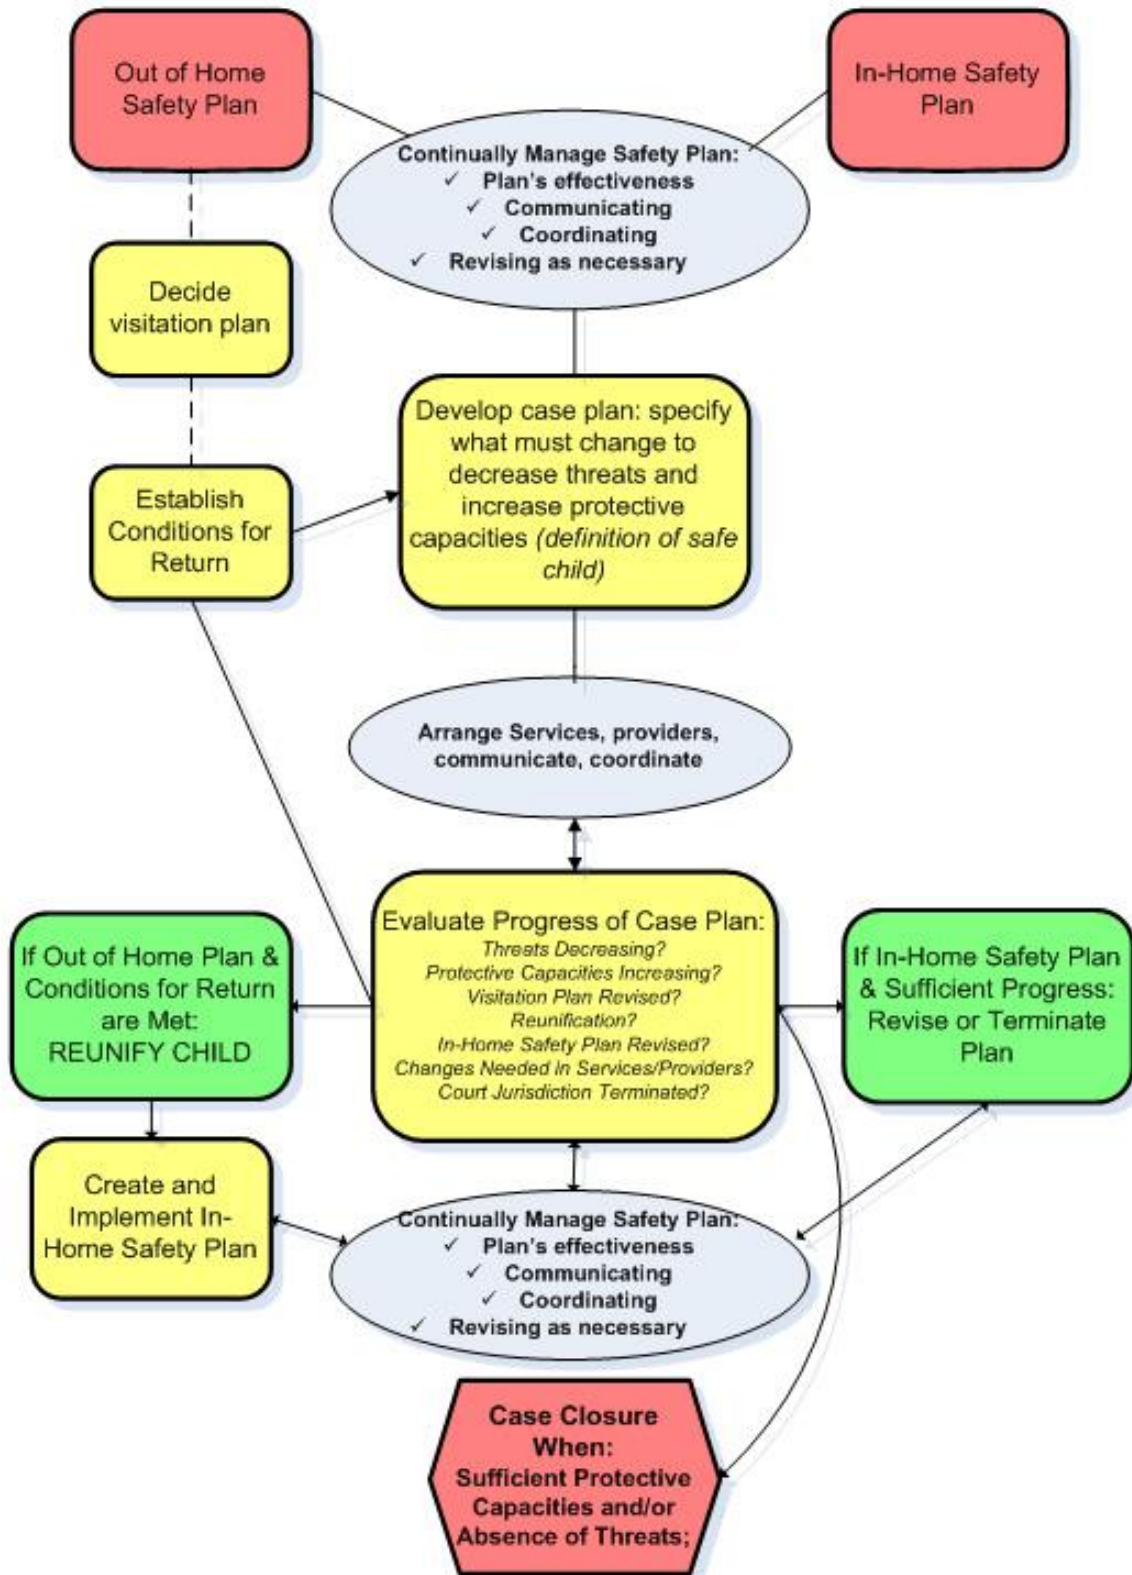 Out of Home
Safety Plan
In-Home Safety
Plan
Continually Manage Safety Plan:
✓ Plan's effectiveness
✓ Communicating
✓ Coordinating
✓ Revising as necessary
Decide
visitation plan
Develop case plan: specify
what must change to
decrease threats and
increase protective
capacities (definition of safe
child)
Establish
Conditions for
Return
Arrange Services, providers,
communicate, coordinate
Evaluate Progress of Case Plan:
Threats Decreasing?
Protective Capacities Increasing?
Visitation Plan Revised?
Reunification?
In-Home Safety Plan Revised?
Changes Needed in Services/Providers?
Court Jurisdiction Terminated?
If Out of Home Plan &
Conditions for Return
are Met:
REUNIFY CHILD
If In-Home Safety Plan
& Sufficient Progress:
Revise or Terminate
Plan
Create and
Implement In-
Home Safety Plan
Continually Manage Safety Plan:
✓ Plan's effectiveness
✓ Communicating
✓ Coordinating
✓ Revising as necessary
Case Closure
When:
Sufficient Protective
Capacities and/or
Absence of Threats;